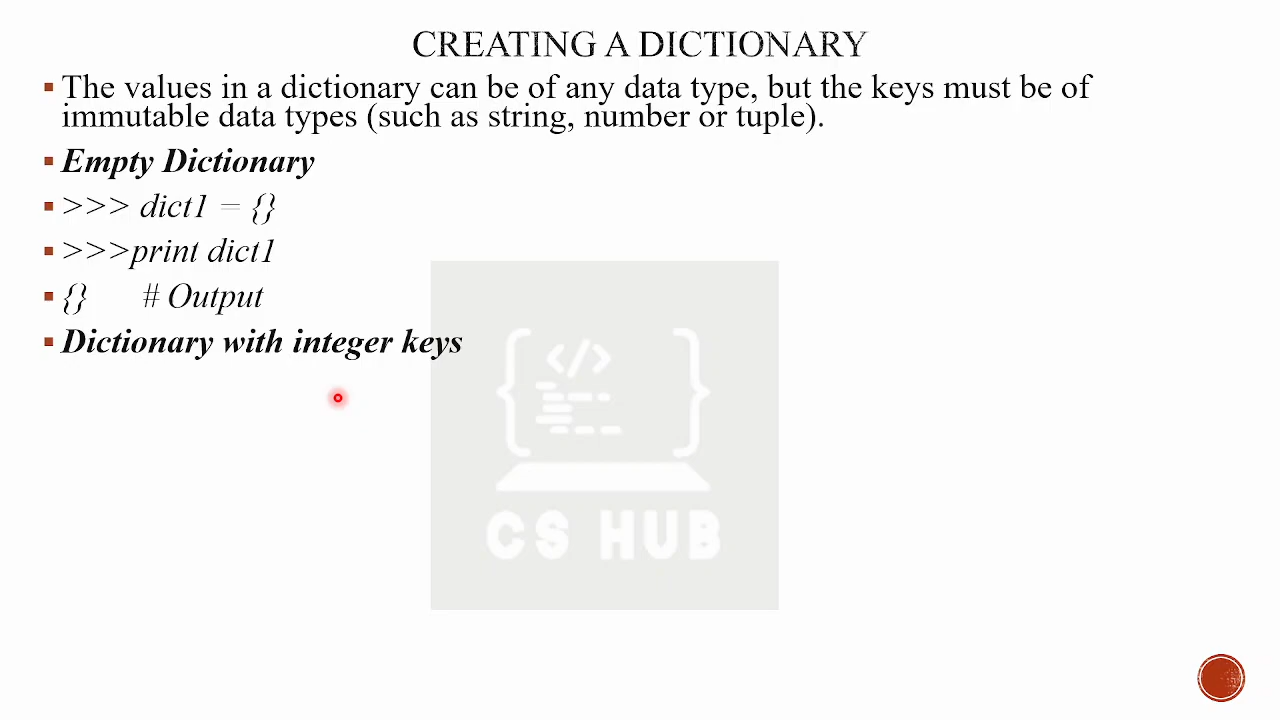 CREATING A DICTIONARY
▪ The values in a dictionary can be of any data type, but the keys must be of
immutable data types (such as string, number or tuple).
▪ Empty Dictionary
▪ >>> dict1 = {}
▪ >>>print dict1
▪ {} # Output
▪ Dictionary with integer keys
{ </> }
CS HUB